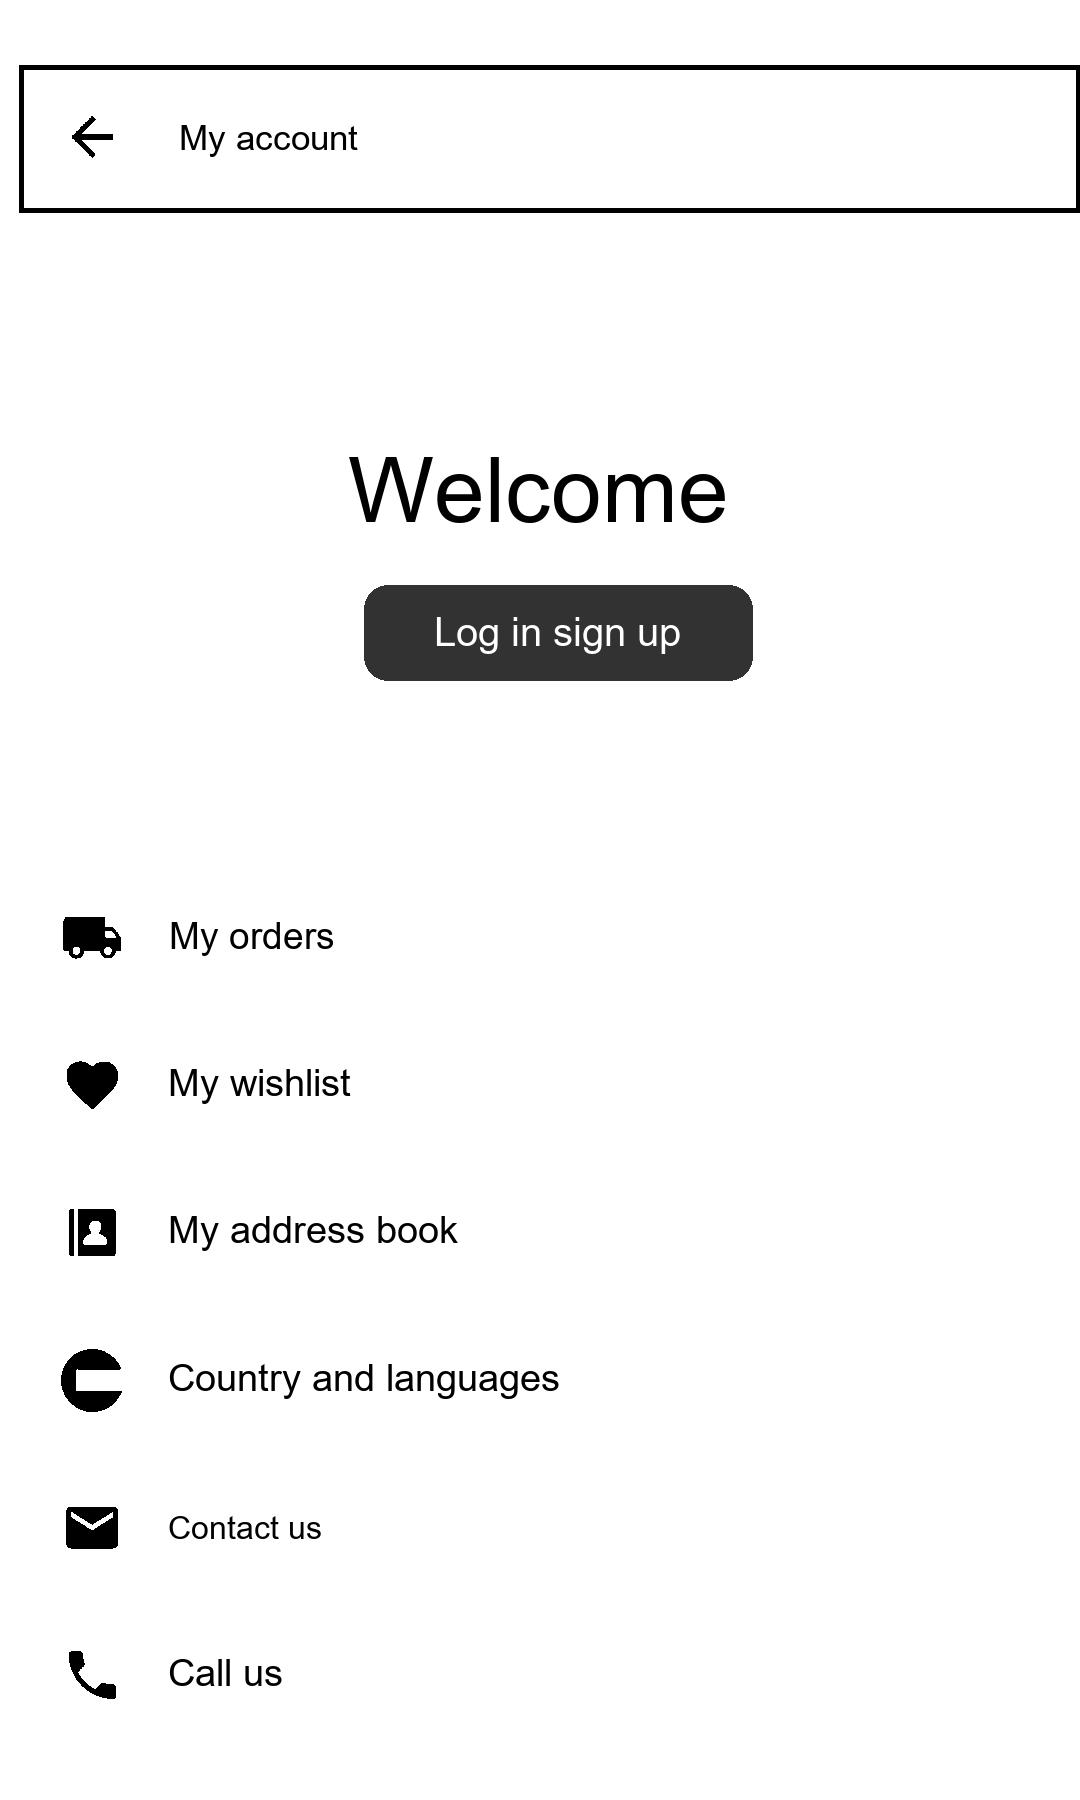 My account
Welcome
Log in sign up
My orders
My wishlist
My address book
Country and languages
Contact us
Call us